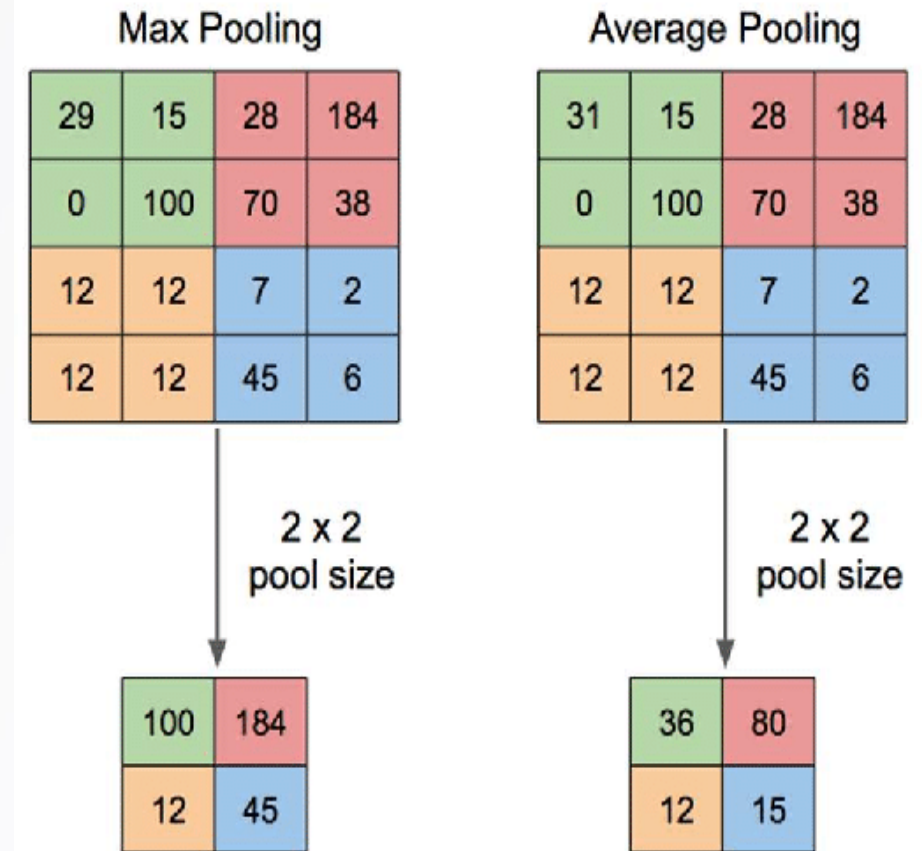 Max Pooling Average Pooling
29 15 28 184 31 15 28 184
0 100 70 38 0 100 70 38
12 12 7 2 12 12 7 2
12 12 45 6 12 12 45 6
2 x 2 2 x 2
pool size pool size
100 184 36 80
12 45 12 15